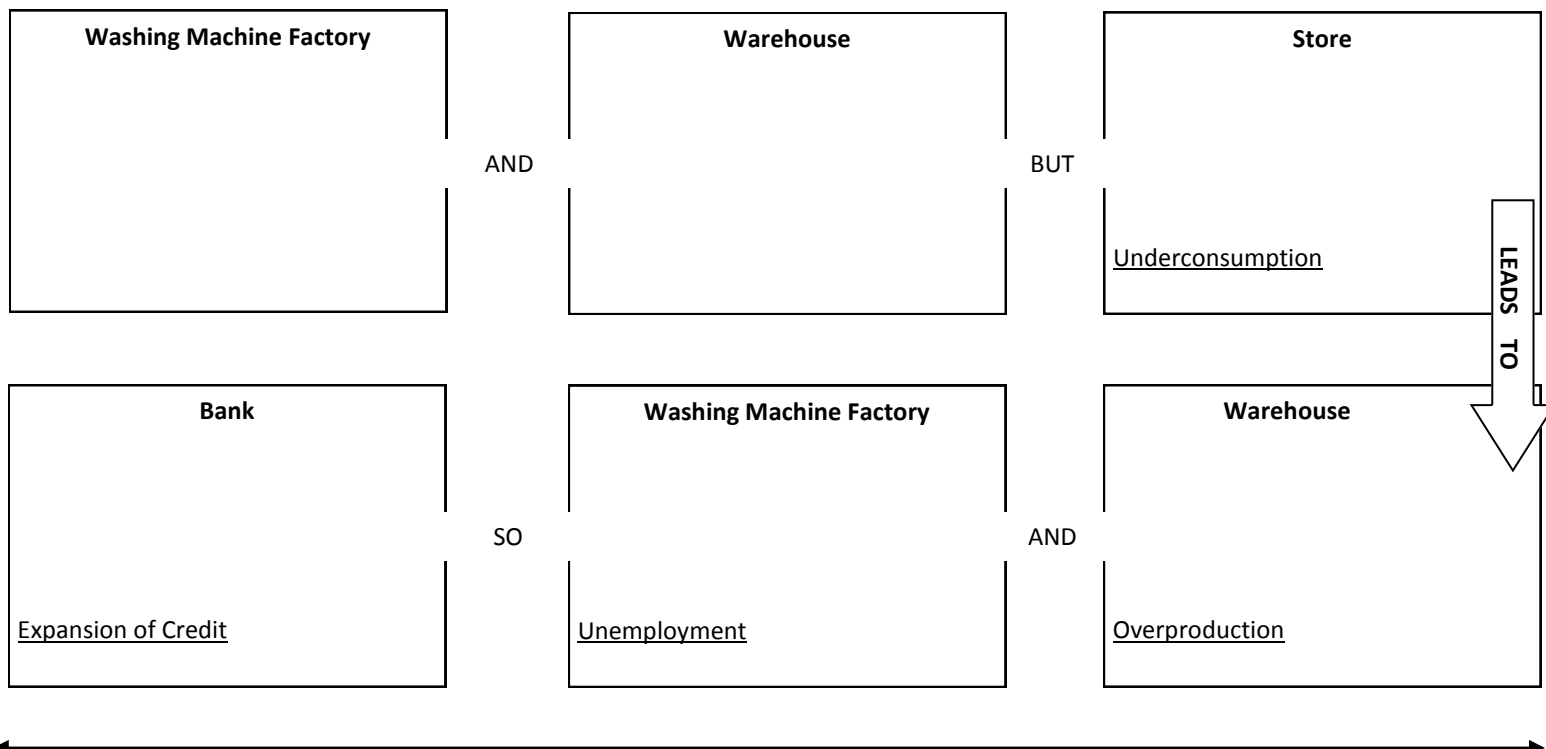 Washing Machine Factory
Warehouse
Store
AND
BUT
Underconsumption
LEADS TO
Bank
Washing Machine Factory
Warehouse
SO
AND
Expansion of Credit
Unemployment
Overproduction